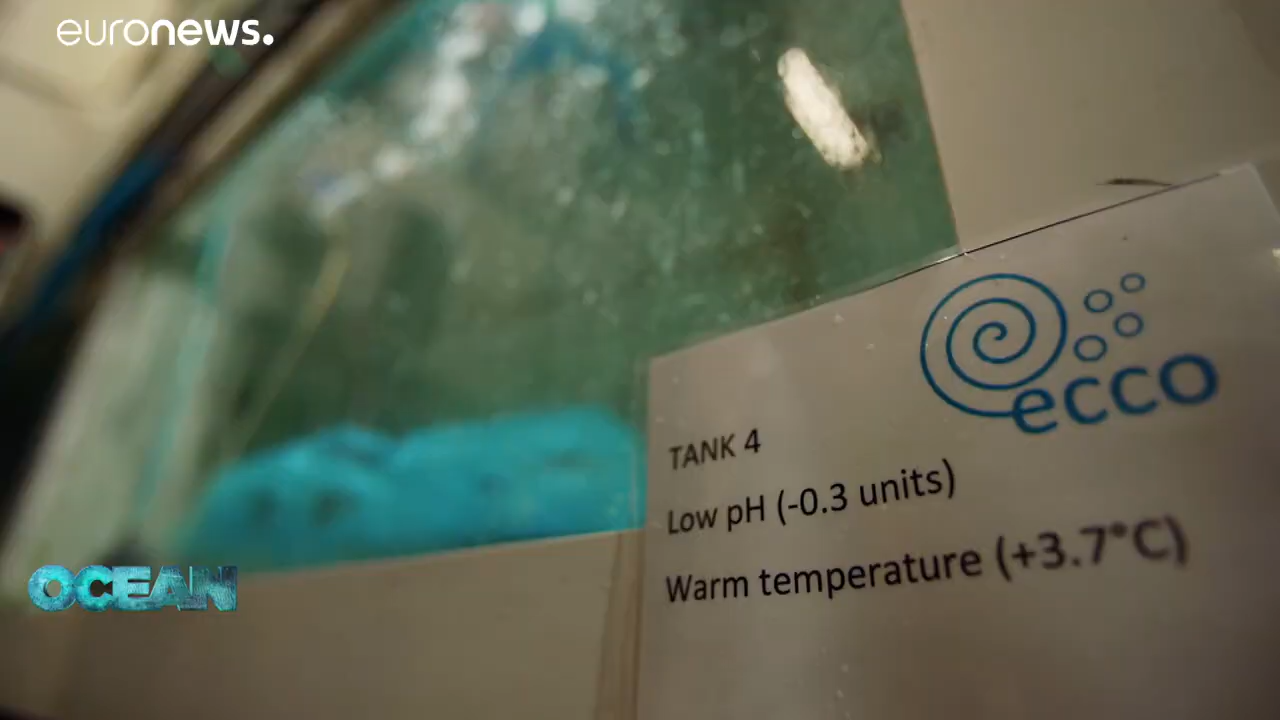 euronews.
ecco
TANK 4
Low pH (-0.3 units)
Warm temperature (+3.7°C)
OCEAN